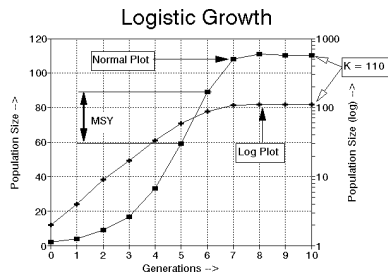 Logistic Growth
120
100
80
60
40
20
0
Population Size -->
Normal Plot
MSY
Log Plot
K = 110
1000
100
10
1
Population Size (log) -->
0 1 2 3 4 5 6 7 8 9 10
Generations -->